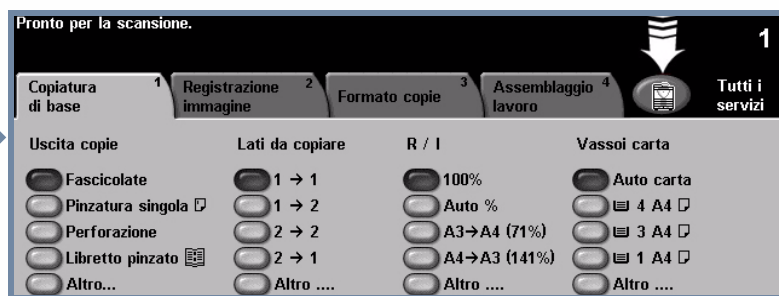 Pronto per la scansione.
1
Copiatura di base 1
Registrazione immagine 2
Formato copie 3
Assemblaggio lavoro 4
Tutti i servizi
Uscita copie
Lati da copiare
R / I
Vassoi carta
Fascicolate
1 → 1
100%
Auto carta
Pinzatura singola
1 → 2
Auto %
4 A4
Perforazione
2 → 2
A3→A4 (71%)
3 A4
Libretto pinzato
2 → 1
A4→A3 (141%)
1 A4
Altro...
Altro ....
Altro ....
Altro ....